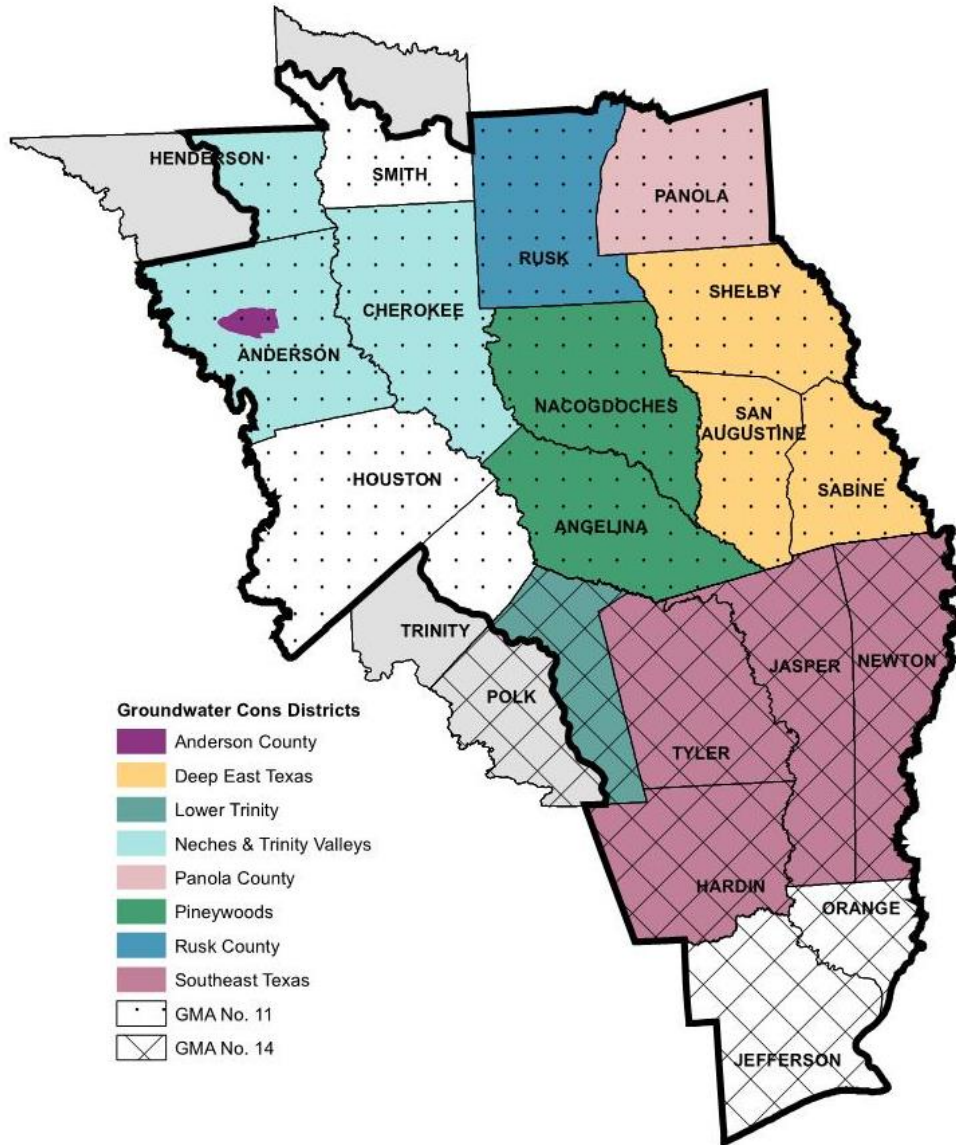 HENDERSON
SMITH
PANOLA
RUSK
SHELBY
CHEROKEE
ANDERSON
NACOGDOCHES
SAN
AUGUSTINE
HOUSTON
SABINE
ANGELINA
TRINITY
JASPER
NEWTON
POLK
TYLER
HARDIN
ORANGE
JEFFERSON
Groundwater Cons Districts
Anderson County
Deep East Texas
Lower Trinity
Neches & Trinity Valleys
Panola County
Pineywoods
Rusk County
Southeast Texas
GMA No. 11
GMA No. 14